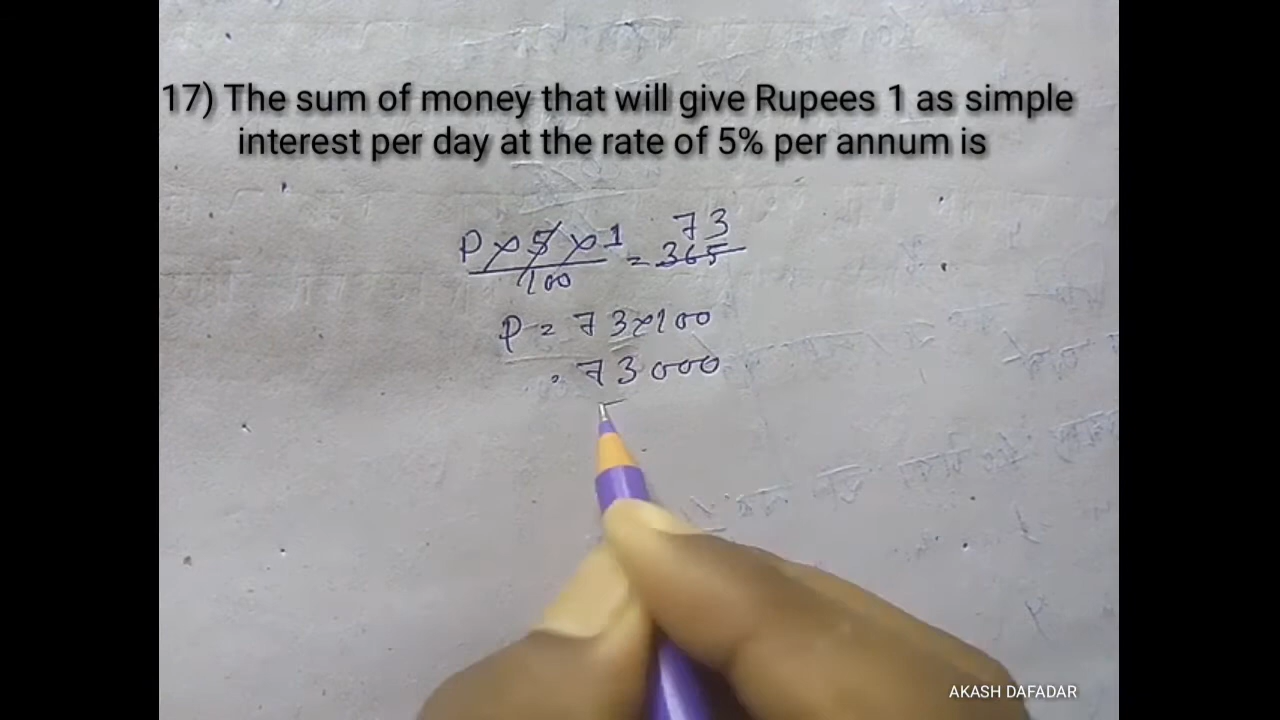 17) The sum of money that will give Rupees 1 as simple
interest per day at the rate of 5% per annum is
P × 5 × 1 / 100 = 365
73
P = 73×100
= 73000
AKASH DAFADAR